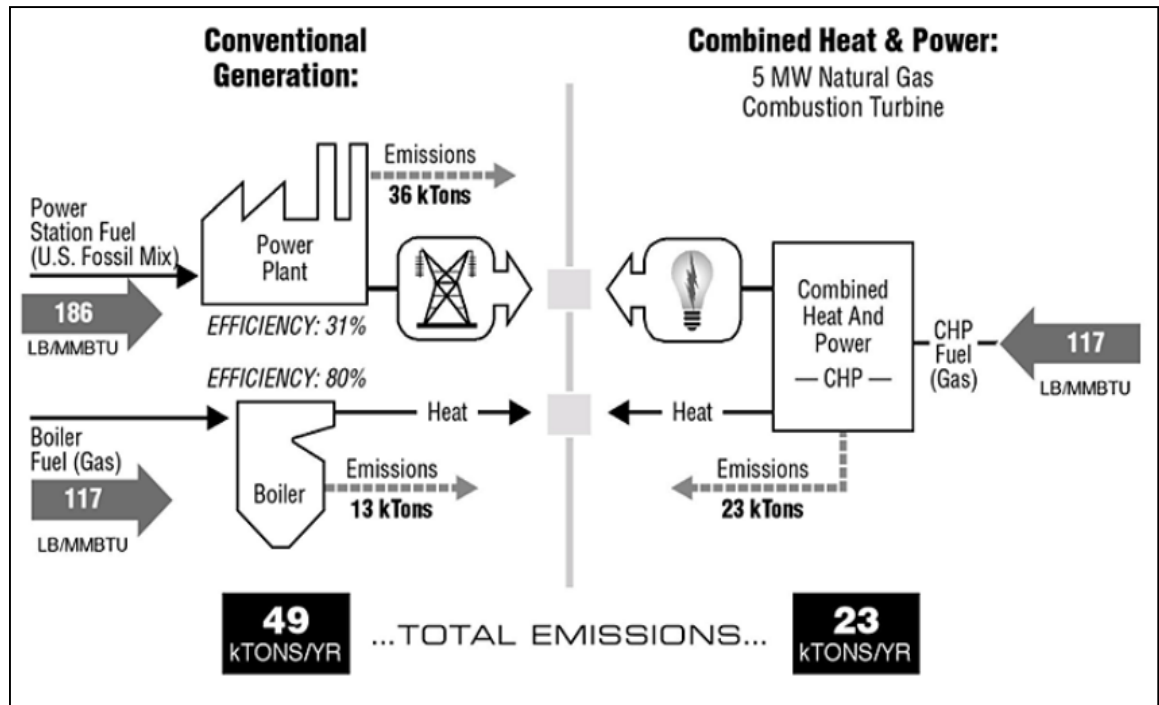 Conventional
Generation:
Emissions
36 kTons
Power
Station Fuel
(U.S. Fossil Mix)
Power
Plant
186
LB/MMBTU
EFFICIENCY: 31%
EFFICIENCY: 80%
Heat
Boiler
Fuel (Gas)
117
LB/MMBTU
Boiler
Emissions
13 kTons
Combined Heat & Power:
5 MW Natural Gas
Combustion Turbine
Combined
Heat And
Power
— CHP —
CHP
Fuel
(Gas)
117
LB/MMBTU
Heat
Emissions
23 kTons
49
kTONS/YR
...TOTAL EMISSIONS...
23
kTONS/YR